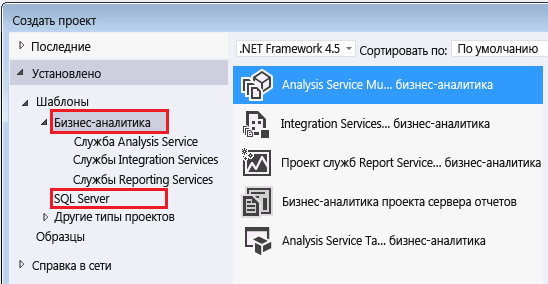 Создать проект
Последние
Установлено
Шаблоны
Бизнес-аналитика
Служба Analysis Service
Службы Integration Services
Службы Reporting Services
SQL Server
Другие типы проектов
Образцы
Справка в сети
.NET Framework 4.5 Сортировать по: По умолчанию
Analysis Service Mu... бизнес-аналитика
Integration Services... бизнес-аналитика
Проект служб Report Service... бизнес-аналитика
Бизнес-аналитика проекта сервера отчетов
Analysis Service Ta... бизнес-аналитика